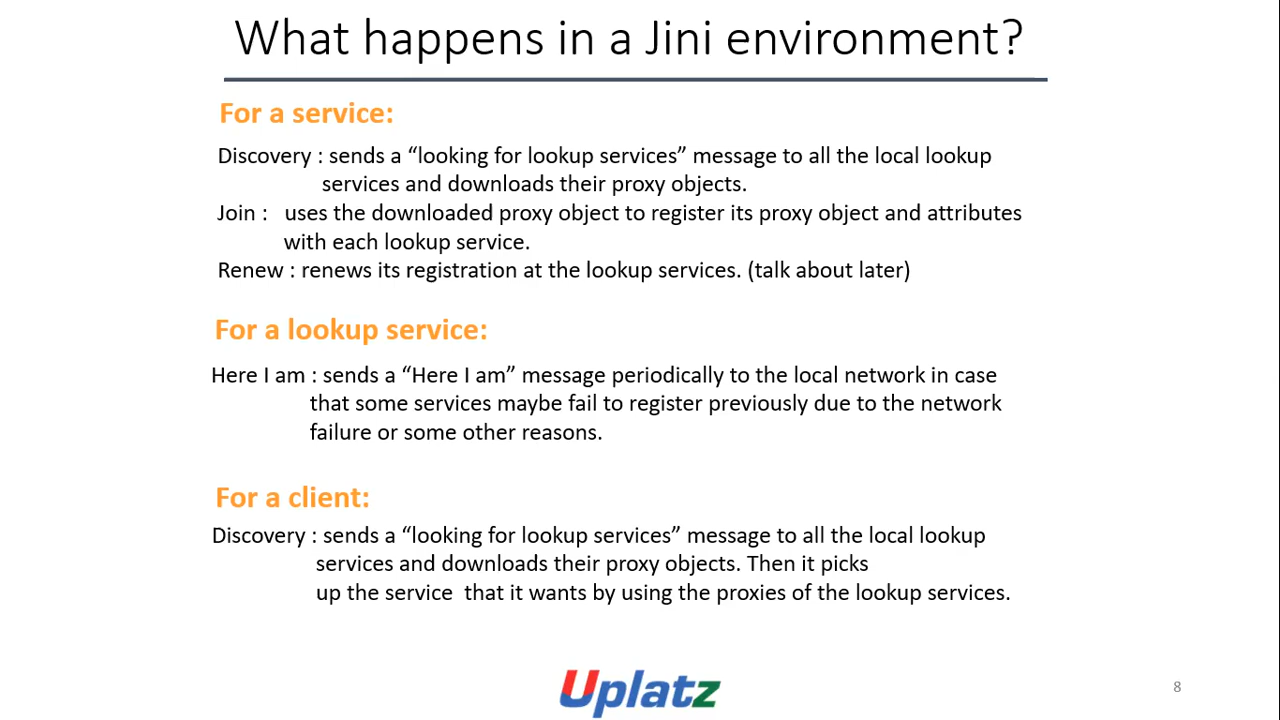 What happens in a Jini environment?
For a service:
Discovery : sends a “looking for lookup services” message to all the local lookup
services and downloads their proxy objects.
Join : uses the downloaded proxy object to register its proxy object and attributes
with each lookup service.
Renew : renews its registration at the lookup services. (talk about later)
For a lookup service:
Here I am : sends a “Here I am” message periodically to the local network in case
that some services maybe fail to register previously due to the network
failure or some other reasons.
For a client:
Discovery : sends a “looking for lookup services” message to all the local lookup
services and downloads their proxy objects. Then it picks
up the service that it wants by using the proxies of the lookup services.
Uplatz
8